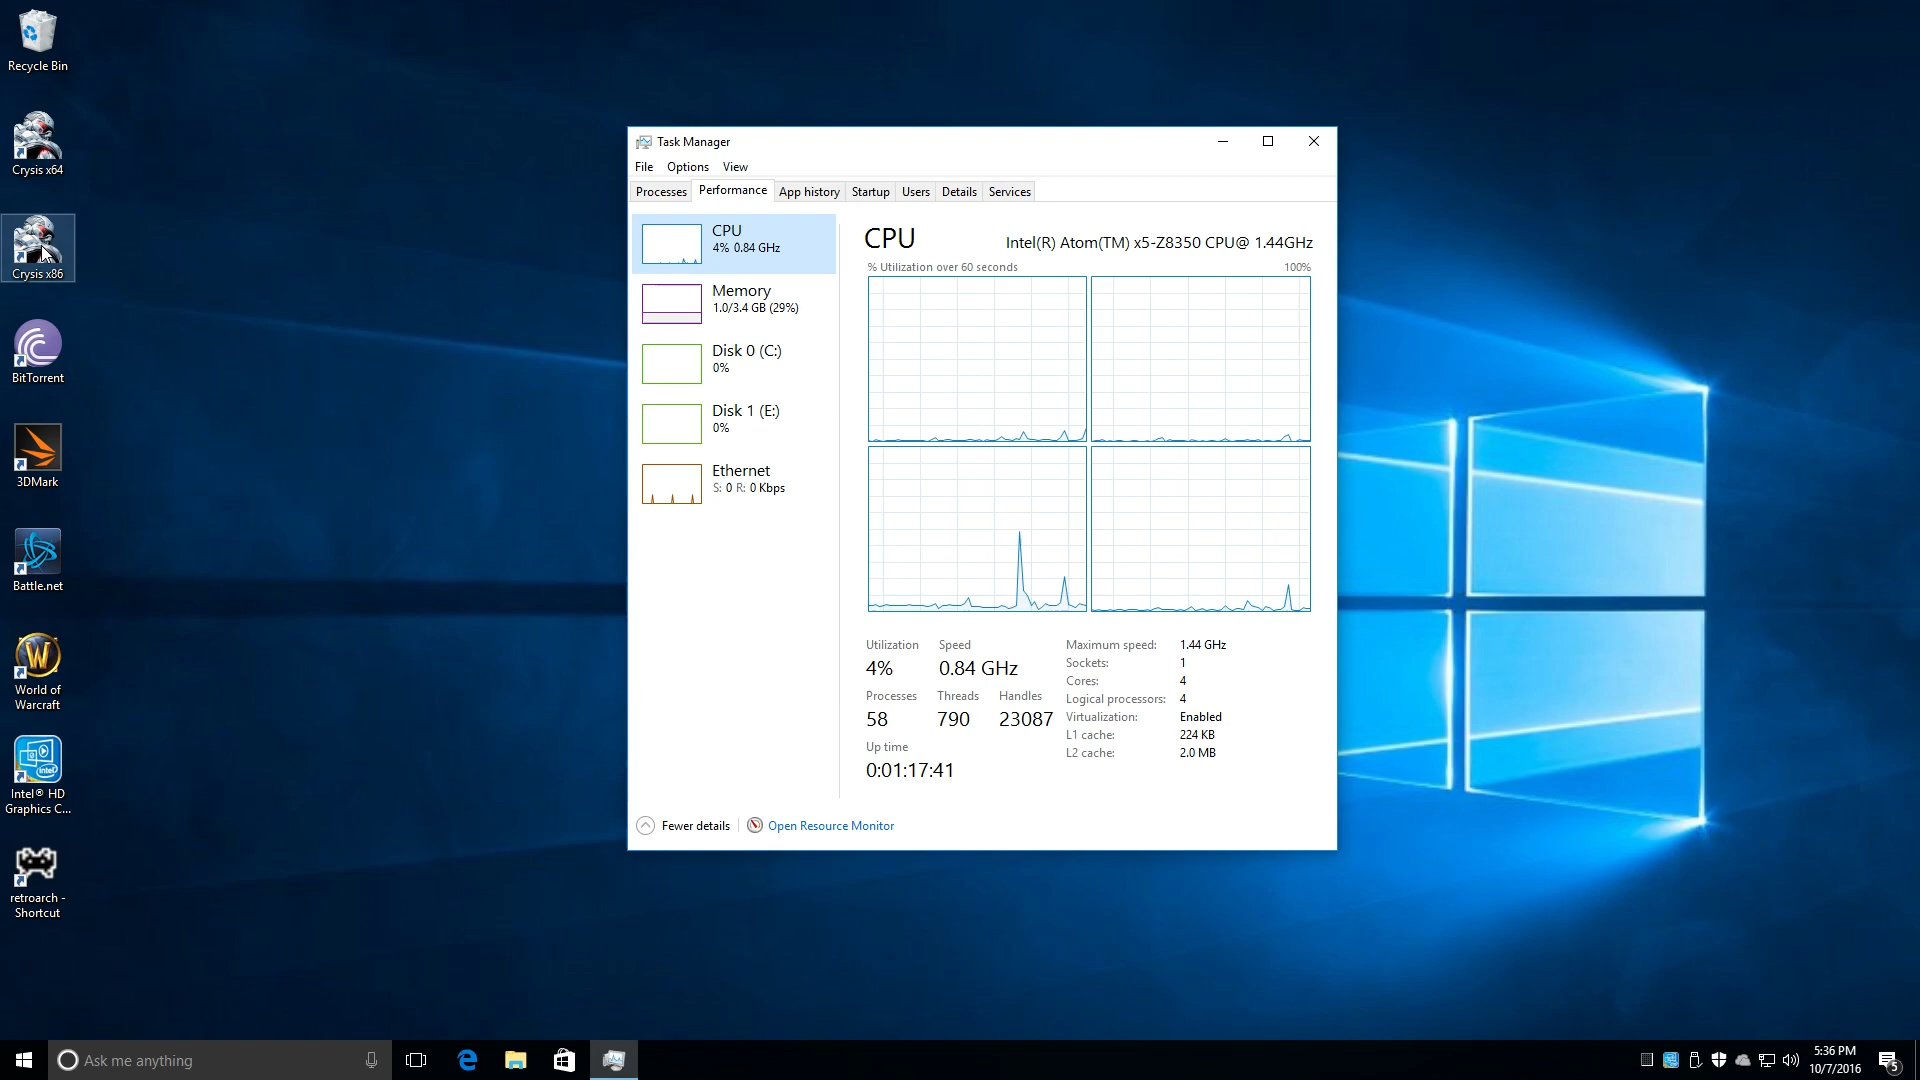 Recycle Bin
Crysis x64
Crysis x86
BitTorrent
3DMark
Battle.net
World of
Warcraft
Intel® HD
Graphics C...
retroarch -
Shortcut
Task Manager
File Options View
Processes Performance App history Startup Users Details Services
CPU
4% 0.84 GHz
Memory
1.0/3.4 GB (29%)
Disk 0 (C:)
0%
Disk 1 (E:)
0%
Ethernet
S: 0 R: 0 Kbps
CPU Intel(R) Atom(TM) x5-Z8350 CPU@ 1.44GHz
% Utilization over 60 seconds 100%
Utilization Speed
4% 0.84 GHz
Processes Threads Handles
58 790 23087
Up time
0:01:17:41
Maximum speed: 1.44 GHz
Sockets: 1
Cores: 4
Logical processors: 4
Virtualization: Enabled
L1 cache: 224 KB
L2 cache: 2.0 MB
Fewer details Open Resource Monitor
Ask me anything
5:36 PM
10/7/2016
5